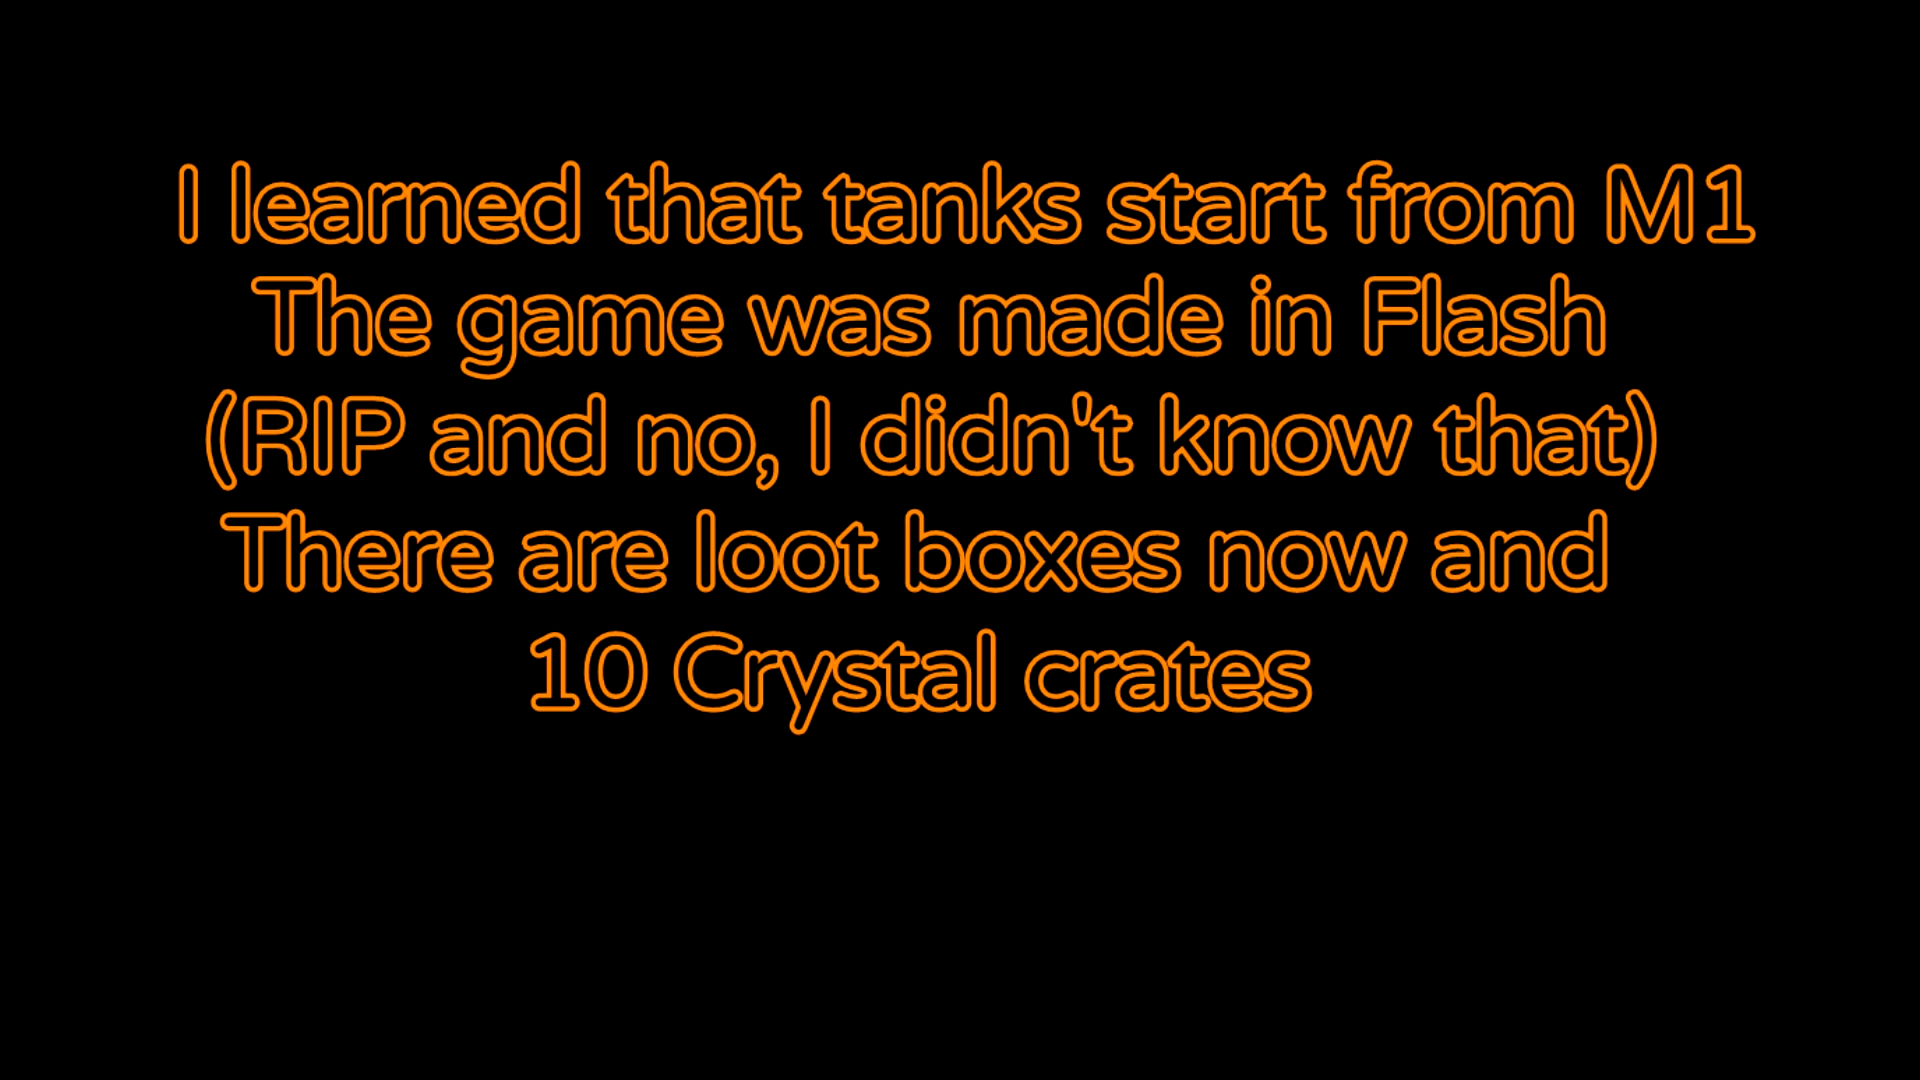 I learned that tanks start from M1
The game was made in Flash
(RIP and no, I didn't know that)
There are loot boxes now and
10 Crystal crates